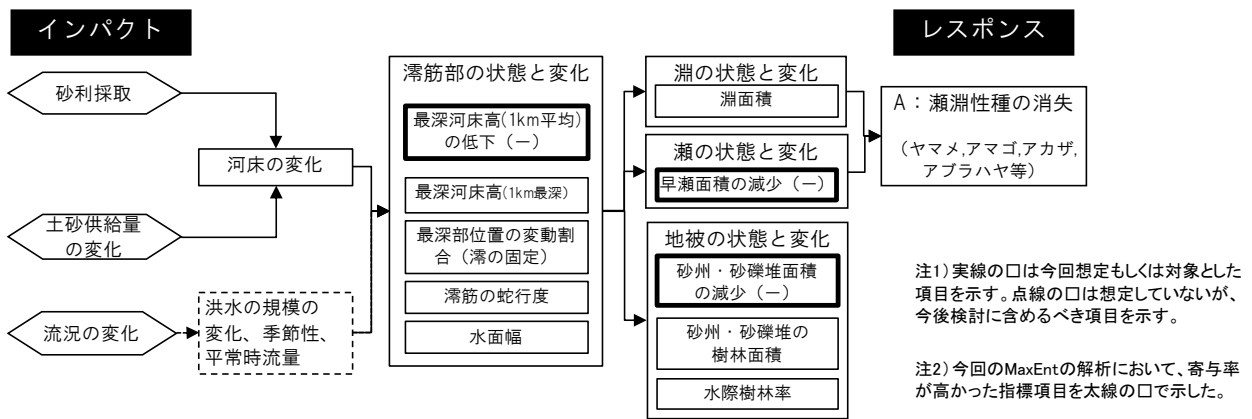 インパクト
レスポンス
砂利採取
土砂供給量
の変化
流況の変化
河床の変化
洪水の規模の
変化、季節性、
平常時流量
澪筋部の状態と変化
最深河床高(1km平均)
の低下（ー）
最深河床高(1km最深)
最深部位置の変動割
合（澪の固定）
澪筋の蛇行度
水面幅
淵の状態と変化
淵面積
瀬の状態と変化
早瀬面積の減少（ー）
地被の状態と変化
砂州・砂礫堆面積
の減少（ー）
砂州・砂礫堆の
樹林面積
水際樹林率
A：瀬淵性種の消失
（ヤマメ,アマゴ,アカザ,
アブラハヤ等）
注1）実線の□は今回想定もしくは対象とした
項目を示す。点線の□は想定していないが、
今後検討に含めるべき項目を示す。
注2）今回のMaxEntの解析において、寄与率
が高かった指標項目を太線の□で示した。